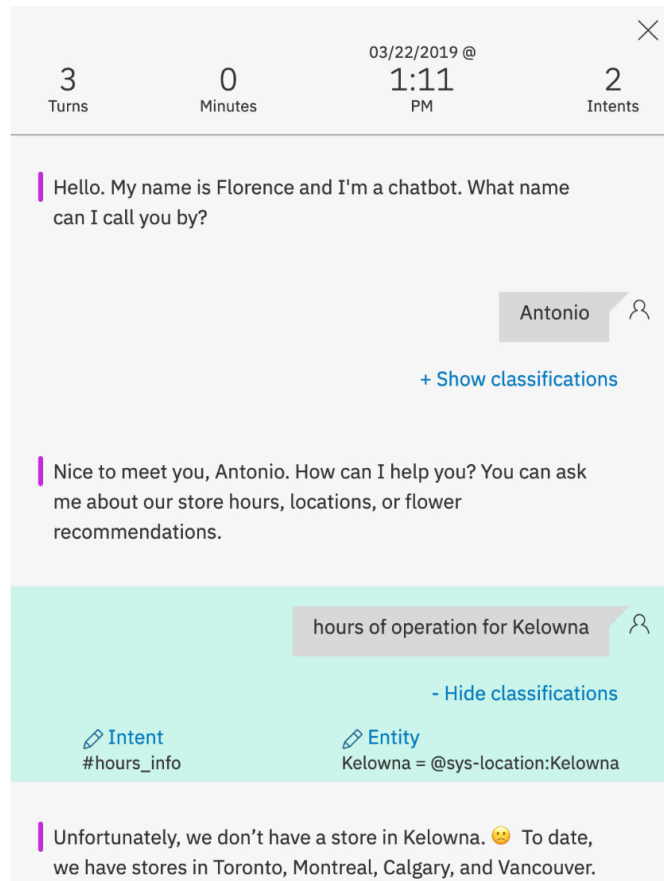 03/22/2019 @
3 0 1:11 2
Turns Minutes PM Intents
Hello. My name is Florence and I'm a chatbot. What name
can I call you by?
Antonio
+ Show classifications
Nice to meet you, Antonio. How can I help you? You can ask
me about our store hours, locations, or flower
recommendations.
hours of operation for Kelowna
- Hide classifications
Intent Entity
#hours_info Kelowna = @sys-location:Kelowna
Unfortunately, we don’t have a store in Kelowna. 🙁 To date,
we have stores in Toronto, Montreal, Calgary, and Vancouver.